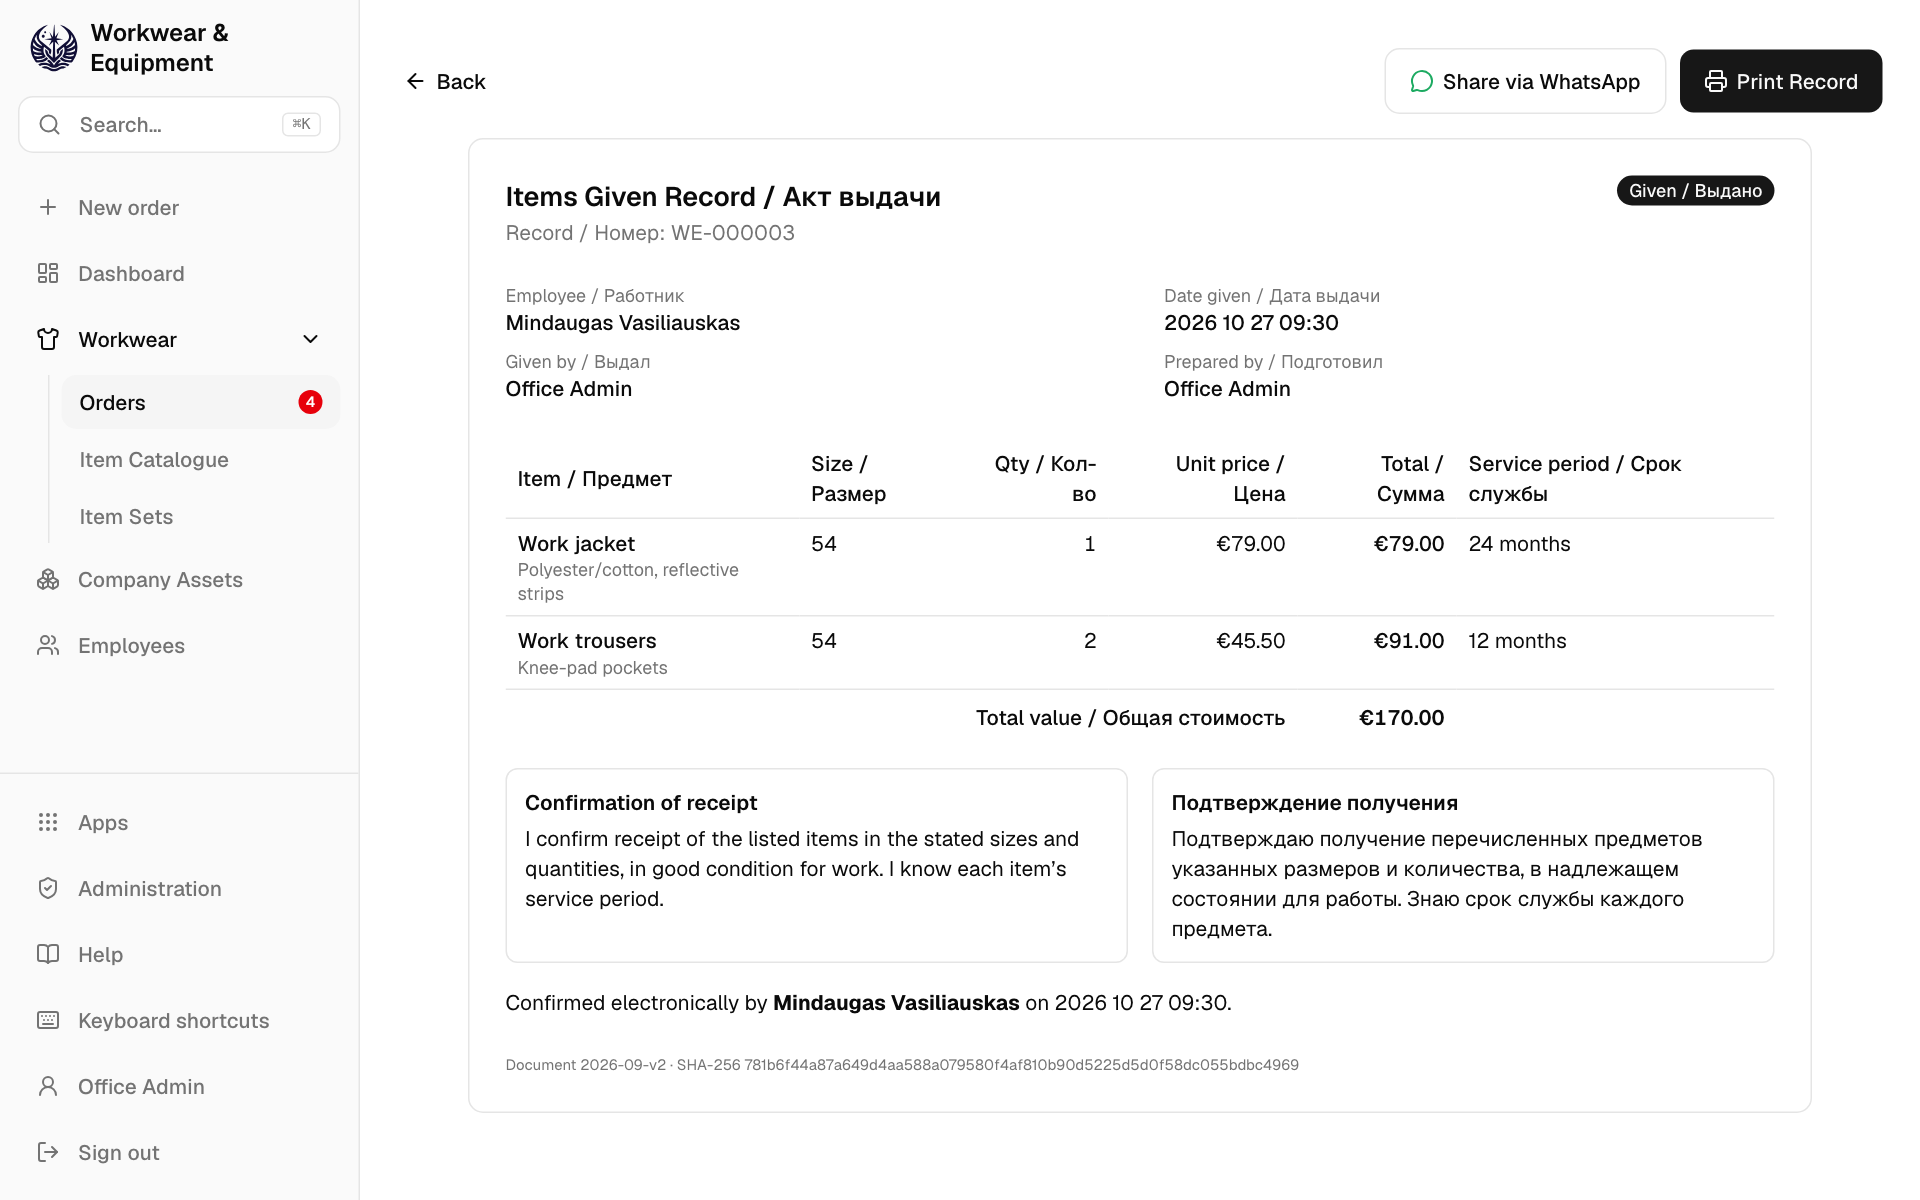 Workwear &
Equipment
Search...
⌘K
New order
Dashboard
Workwear
Orders
4
Item Catalogue
Item Sets
Company Assets
Employees
Apps
Administration
Help
Keyboard shortcuts
Office Admin
Sign out
Back
Share via WhatsApp
Print Record
Items Given Record / Акт выдачи
Given / Выдано
Record / Номер: WE-000003
Employee / Работник
Mindaugas Vasiliauskas
Date given / Дата выдачи
2026 10 27 09:30
Given by / Выдал
Office Admin
Prepared by / Подготовил
Office Admin
Item / Предмет
Size /
Размер
Qty / Кол-
во
Unit price /
Цена
Total /
Сумма
Service period / Срок
службы
Work jacket 54 1 €79.00 €79.00 24 months
Polyester/cotton, reflective
strips
Work trousers 54 2 €45.50 €91.00 12 months
Knee-pad pockets
Total value / Общая стоимость €170.00
Confirmation of receipt
I confirm receipt of the listed items in the stated sizes and
quantities, in good condition for work. I know each item’s
service period.
Подтверждение получения
Подтверждаю получение перечисленных предметов
указанных размеров и количества, в надлежащем
состоянии для работы. Знаю срок службы каждого
предмета.
Confirmed electronically by Mindaugas Vasiliauskas on 2026 10 27 09:30.
Document 2026-09-v2 · SHA-256 781b6f44a87a649d4aa588a079580f4af810b90d5225d5d0f58dc055bdbc4969